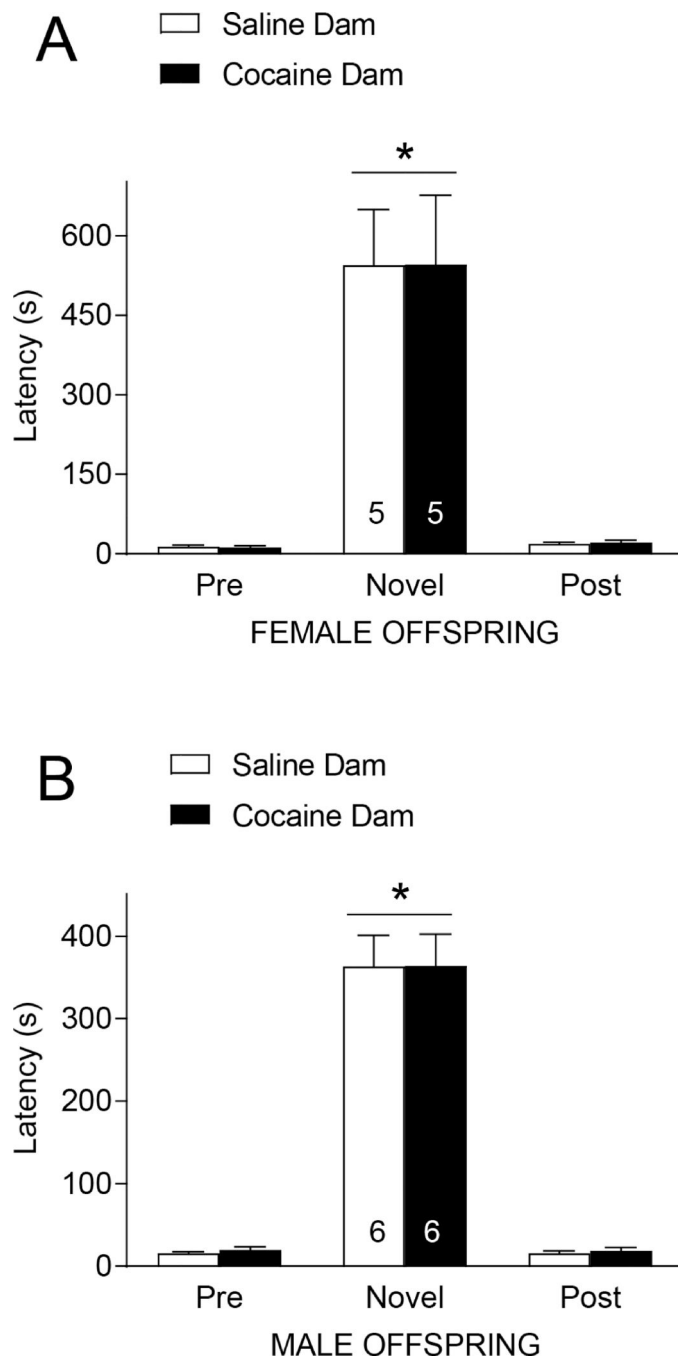 A
Saline Dam
Cocaine Dam
*
600
450
300
150
0
Latency (s)
5 5
Pre Novel Post
FEMALE OFFSPRING
B
Saline Dam
Cocaine Dam
*
400
300
200
100
0
Latency (s)
6 6
Pre Novel Post
MALE OFFSPRING